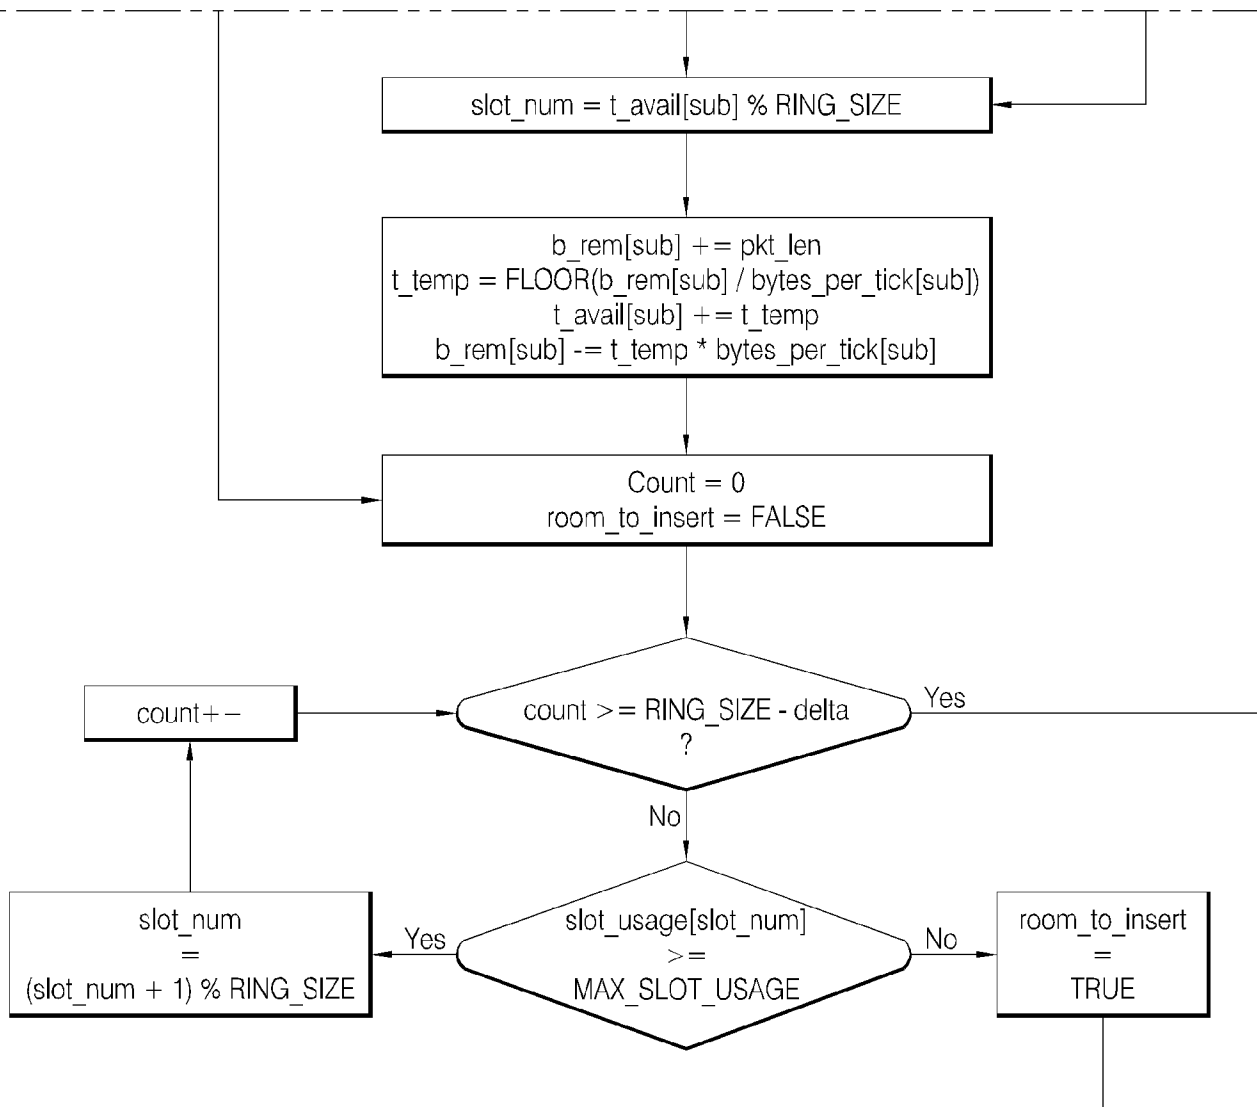 slot_num = t_avail[sub] % RING_SIZE
b_rem[sub] += pkt_len
t_temp = FLOOR(b_rem[sub] / bytes_per_tick[sub])
t_avail[sub] += t_temp
b_rem[sub] -= t_temp * bytes_per_tick[sub]
Count = 0
room_to_insert = FALSE
count+−
count >= RING_SIZE - delta
?
Yes
No
slot_num
=
(slot_num + 1) % RING_SIZE
Yes
slot_usage[slot_num]
>=
MAX_SLOT_USAGE
No
room_to_insert
=
TRUE